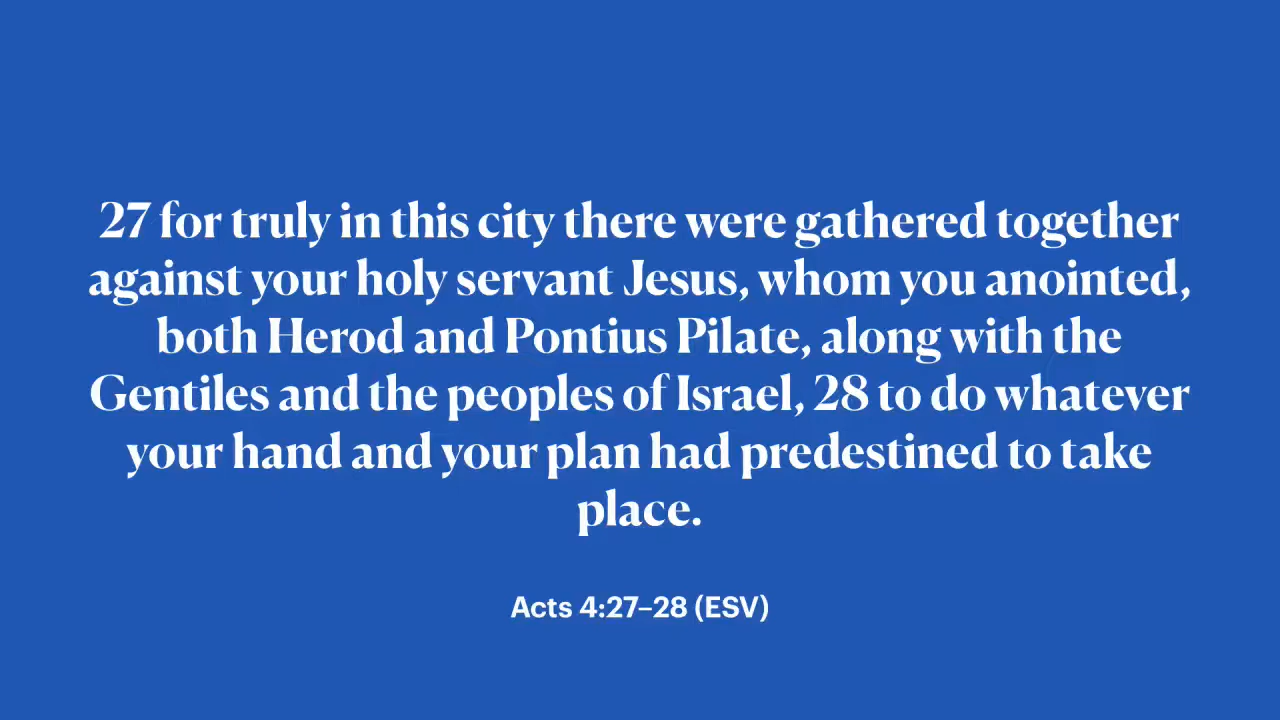 27 for truly in this city there were gathered together
against your holy servant Jesus, whom you anointed,
both Herod and Pontius Pilate, along with the
Gentiles and the peoples of Israel, 28 to do whatever
your hand and your plan had predestined to take
place.
Acts 4:27–28 (ESV)